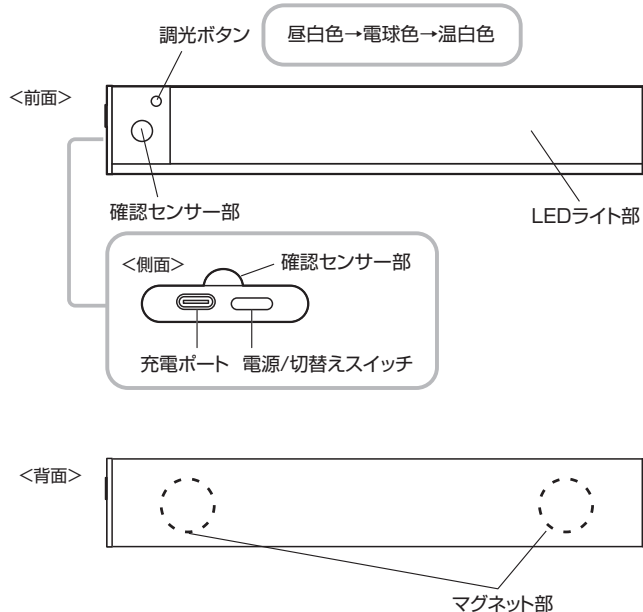 調光ボタン
昼白色→電球色→温白色
<前面>
確認センサー部
LEDライト部
<側面>
確認センサー部
充電ポート
電源/切替えスイッチ
<背面>
マグネット部